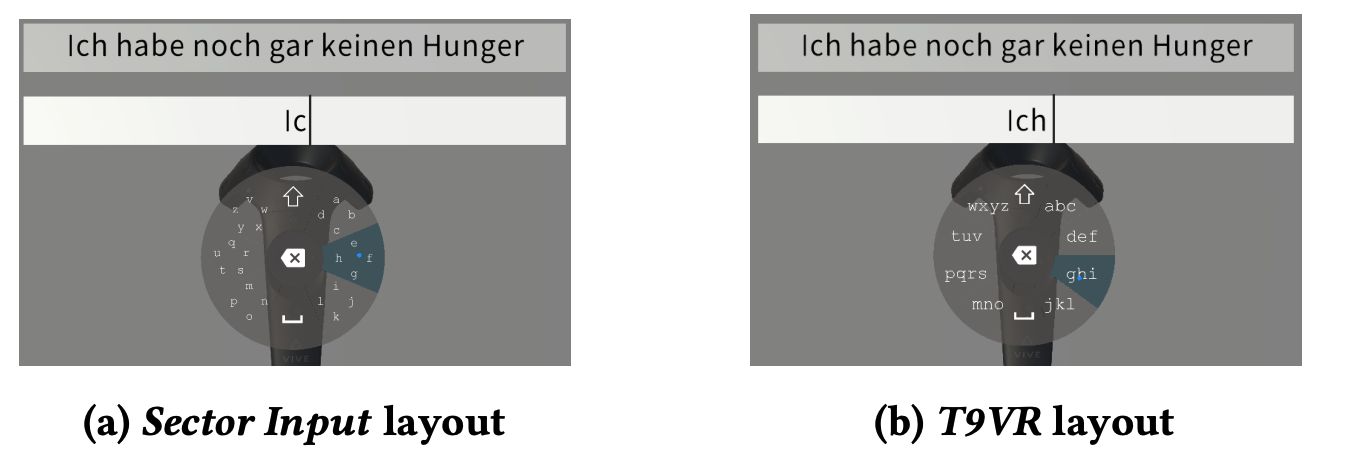 Ich habe noch gar keinen Hunger
Ic
v a
z w d b
y x c
q e
u r h f
t s g
m i
p n l j
o k
VIVE
(a) Sector Input layout
Ich habe noch gar keinen Hunger
Ich
wxyz abc
tuv def
pqrs ghi
mno jkl
VIVE
(b) T9VR layout